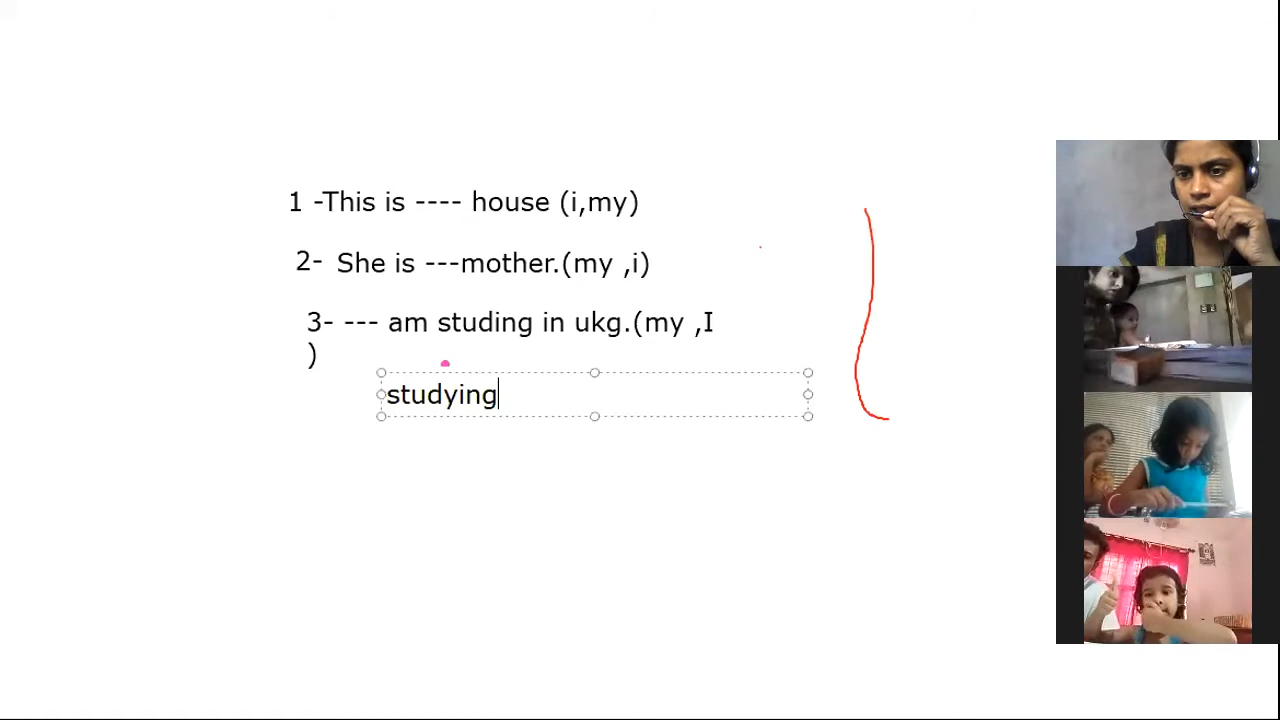 1 -This is ---- house (i,my)
2- She is ---mother.(my ,i)
3- --- am studing in ukg.(my ,I
)
studying